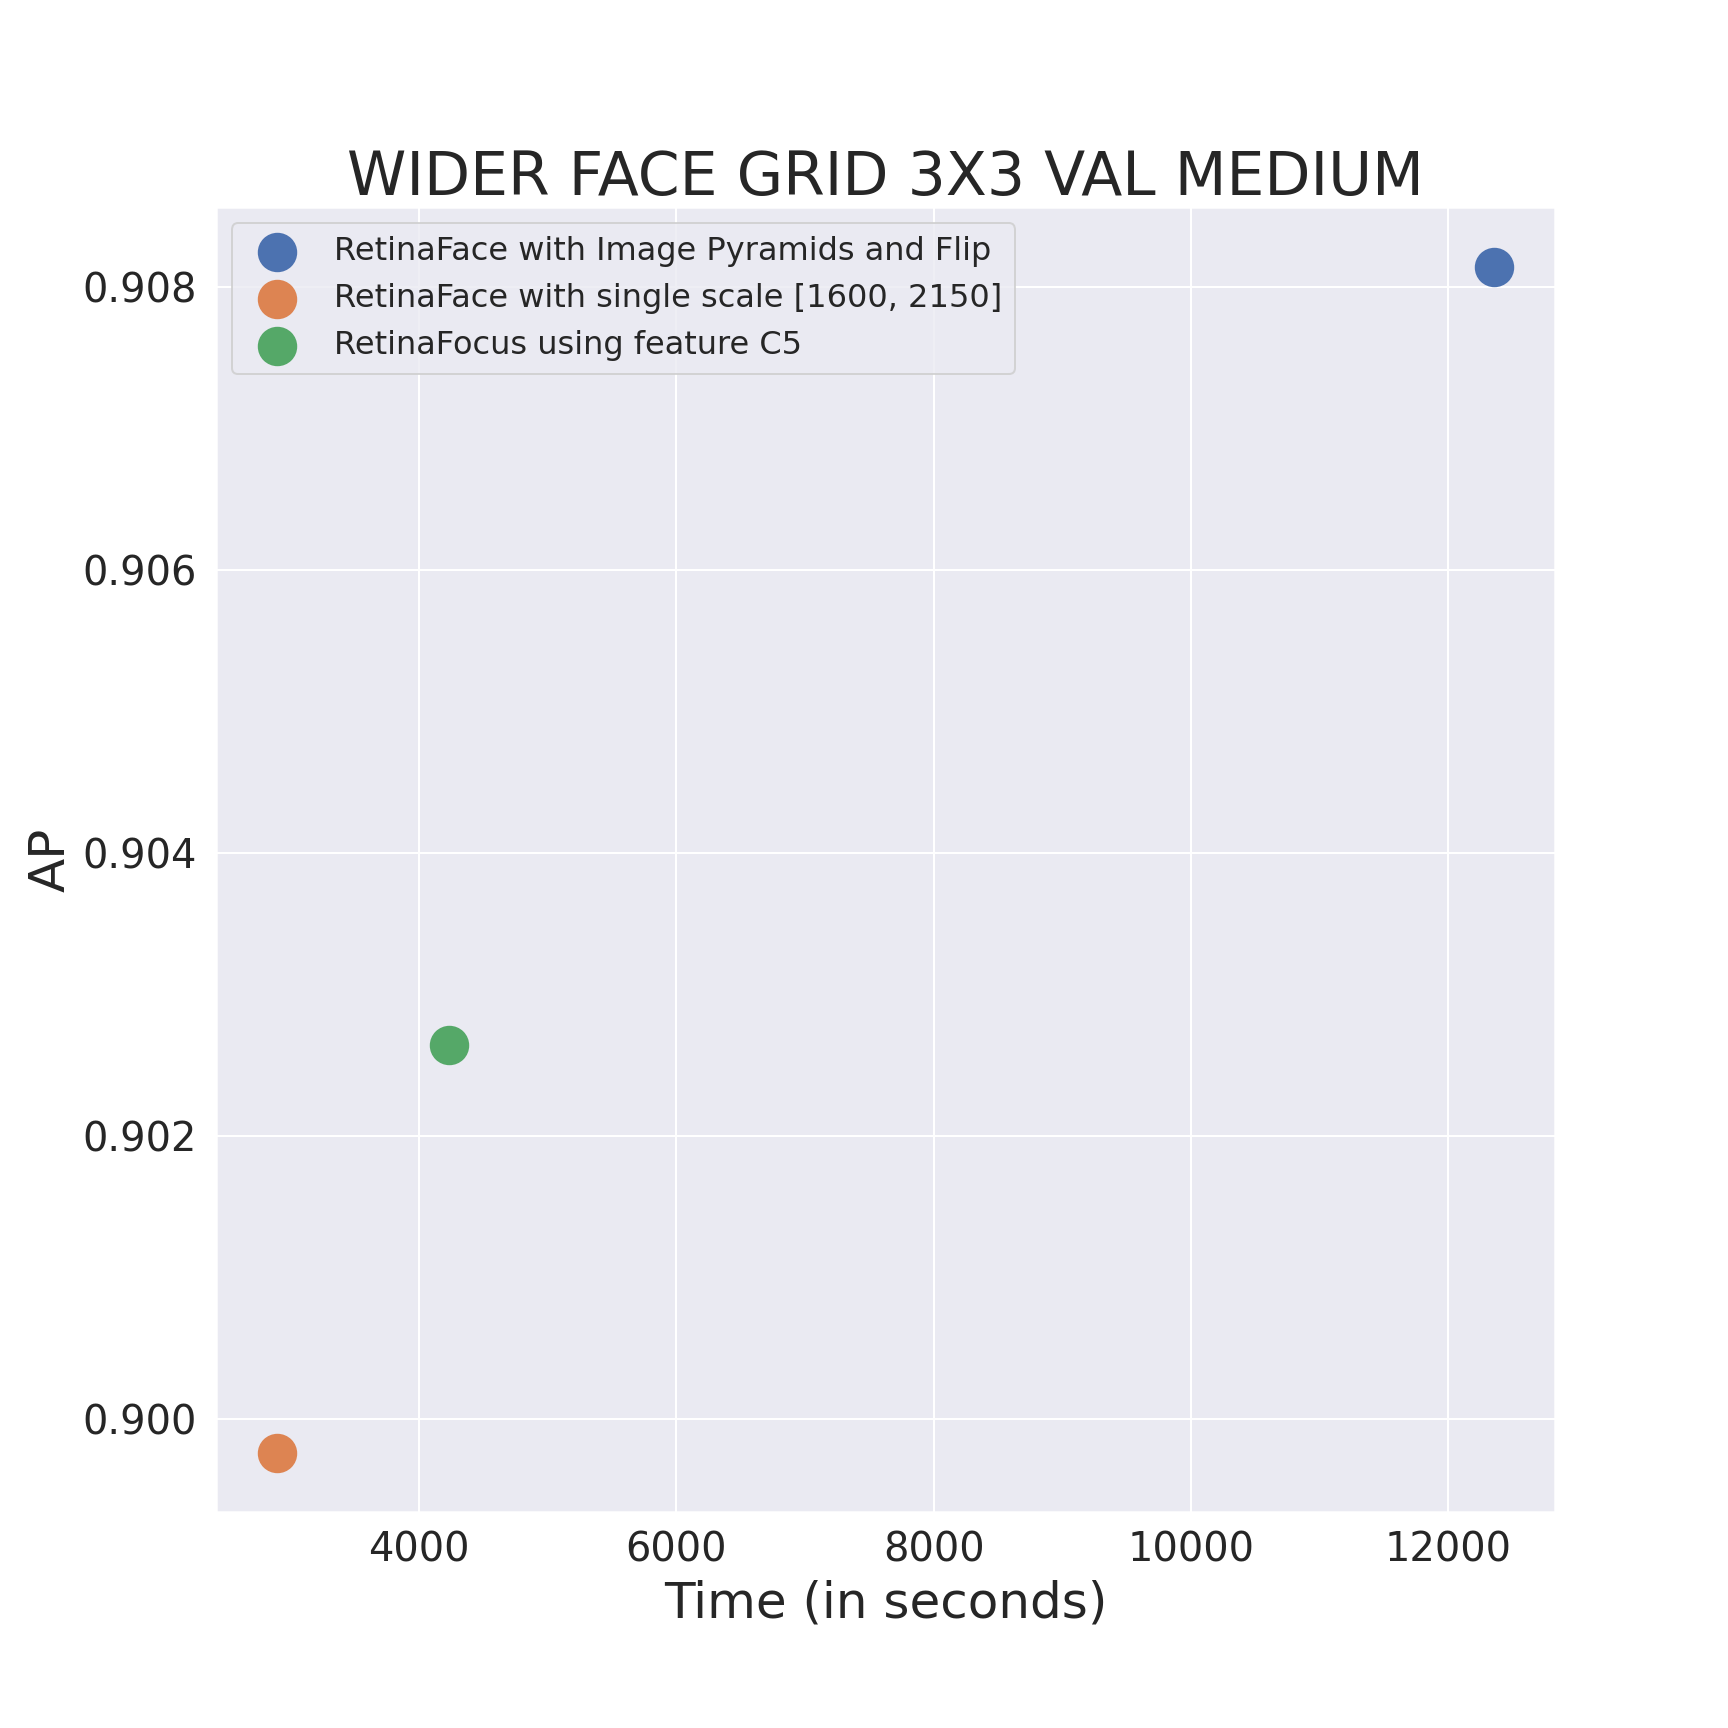 WIDER FACE GRID 3X3 VAL MEDIUM
RetinaFace with Image Pyramids and Flip
RetinaFace with single scale [1600, 2150]
RetinaFocus using feature C5
0.908
0.906
0.904
0.902
0.900
AP
4000 6000 8000 10000 12000
Time (in seconds)